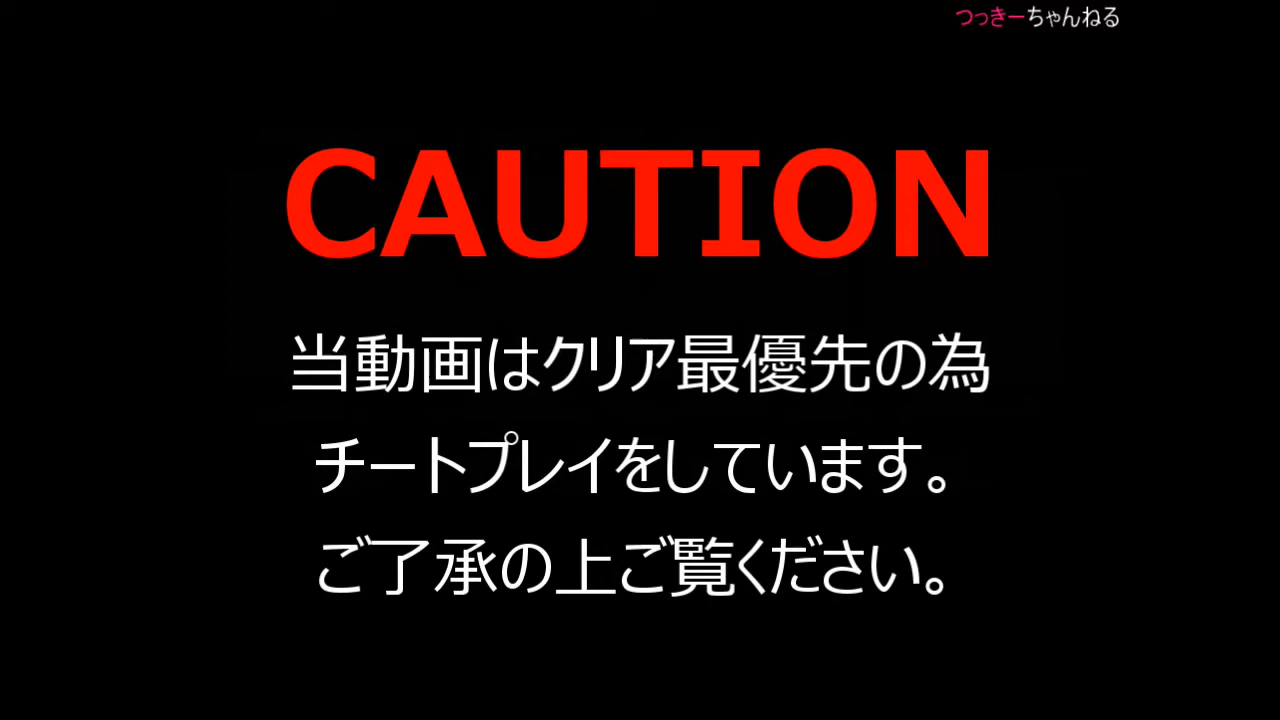 つっきーちゃんねる
CAUTION
当動画はクリア最優先の為
チートプレイをしています。
ご了承の上ご覧ください。